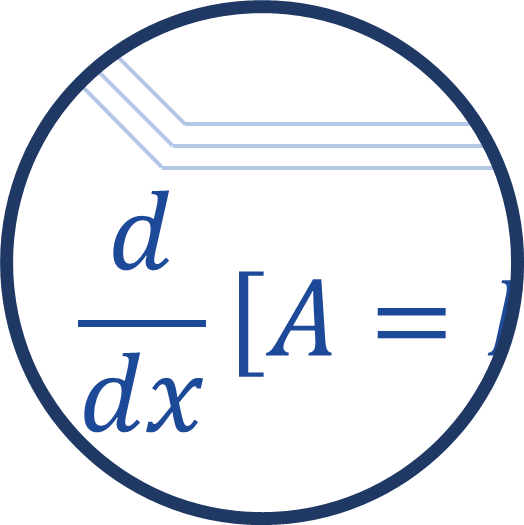 d
dx [A =